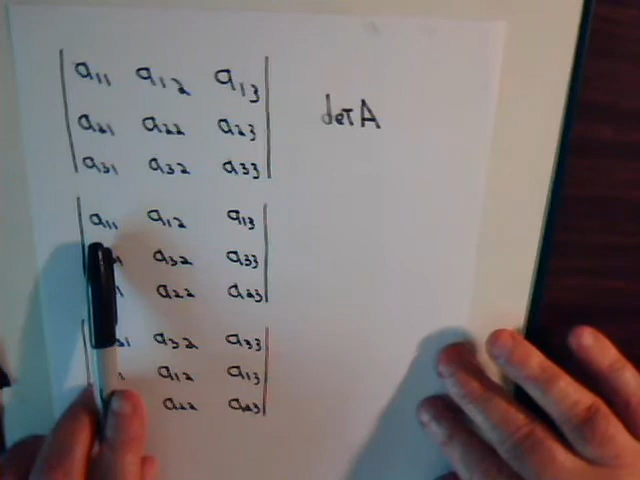 a11 a12 a13 det A
a21 a22 a23
a31 a32 a33
a11 a12 a13
a32 a33
a22 a23
a32 a33
a12 a13
a22 a23